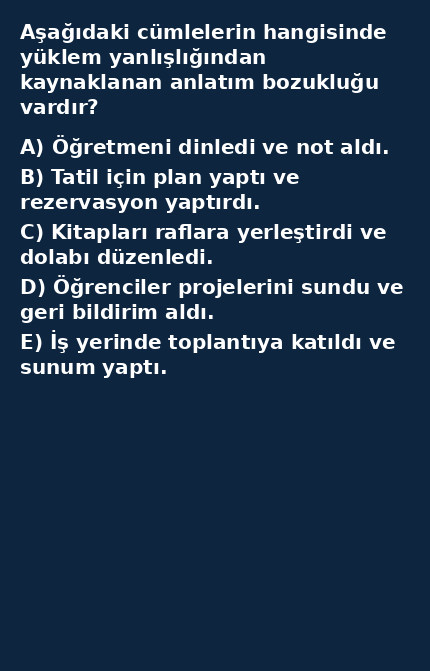 Aşağıdaki cümlelerin hangisinde
yüklem yanlışlığından
kaynaklanan anlatım bozukluğu
vardır?
A) Öğretmeni dinledi ve not aldı.
B) Tatil için plan yaptı ve
rezervasyon yaptırdı.
C) Kitapları raflara yerleştirdi ve
dolabı düzenledi.
D) Öğrenciler projelerini sundu ve
geri bildirim aldı.
E) İş yerinde toplantıya katıldı ve
sunum yaptı.